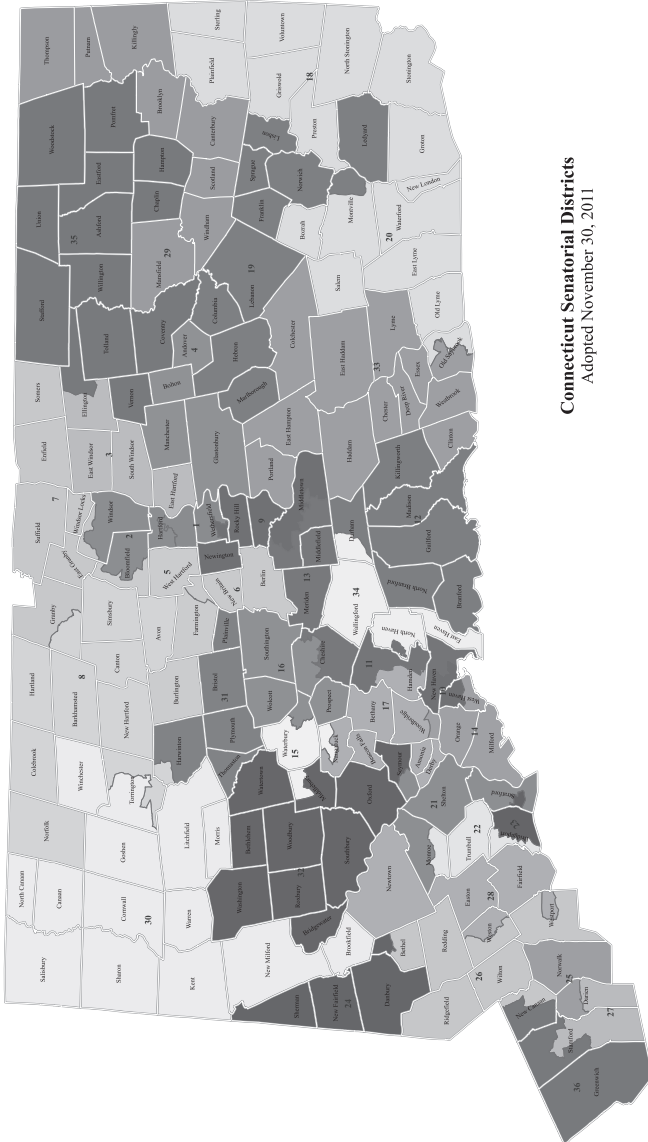 Connecticut Senatorial Districts
Adopted November 30, 2011
Salisbury
North Canaan
Canaan
Norfolk
Colebrook
Hartland
Granby
East Granby
Suffield
7
Windsor Locks
Enfield
Somers
Stafford
Union
Woodstock
Thompson
Putnam
Sharon
Cornwall
30
Goshen
Torrington
Winchester
Barkhamsted
8
New Hartford
Canton
Simsbury
Bloomfield
2
Windsor
East Windsor
3
Ellington
Tolland
Willington
Ashford
35
Eastford
Pomfret
Killingly
Kent
Warren
Litchfield
Morris
Harwinton
Burlington
Avon
Farmington
West Hartford
5
Hartford
1
East Hartford
South Windsor
Vernon
Manchester
Bolton
Coventry
Andover
4
Mansfield
29
Chaplin
Hampton
Brooklyn
Windham
Scotland
Canterbury
Plainfield
Sterling
New Milford
Washington
Bethlehem
Watertown
Thomaston
Plymouth
Bristol
31
Plainville
New Britain
6
Newington
Wethersfield
Rocky Hill
9
Glastonbury
Marlborough
Hebron
Columbia
Lebanon
19
Franklin
Sprague
Lisbon
Griswold
Voluntown
18
Sherman
New Fairfield
24
Bridgewater
Roxbury
32
Woodbury
Southbury
Middlebury
Waterbury
15
Wolcott
Southington
16
Berlin
Meriden
13
Middlefield
Middletown
Portland
East Hampton
Colchester
Bozrah
Norwich
Preston
North Stonington
Danbury
Bethel
Brookfield
Newtown
Oxford
Naugatuck
Beacon Falls
Prospect
Cheshire
Wallingford
34
Durham
Haddam
East Haddam
Salem
Montville
Ledyard
Stonington
Ridgefield
Redding
Monroe
Seymour
Ansonia
Derby
Woodbridge
Bethany
17
Hamden
11
North Haven
North Branford
Guilford
Madison
12
Killingworth
Chester
Deep River
Essex
33
Lyme
East Lyme
Waterford
20
New London
Groton
26
Wilton
Weston
Easton
28
Trumbull
22
Shelton
21
Orange
14
Milford
West Haven
New Haven
10
East Haven
Branford
Clinton
Westbrook
Old Saybrook
Old Lyme
New Canaan
Norwalk
25
Westport
Fairfield
Bridgeport
Stratford
36
Greenwich
Stamford
Darien
27